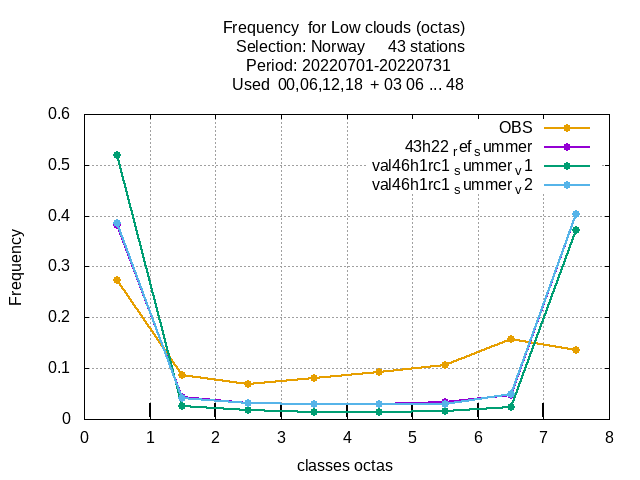 Frequency  for Low clouds (octas)
Selection: Norway     43 stations
Period: 20220701-20220731
Used  00,06,12,18  + 03 06 ... 48
OBS
43h22_ref_summer
val46h1rc1_summer_v1
val46h1rc1_summer_v2
0.6
0.5
0.4
0.3
0.2
0.1
0
Frequency
0 1 2 3 4 5 6 7 8
classes octas